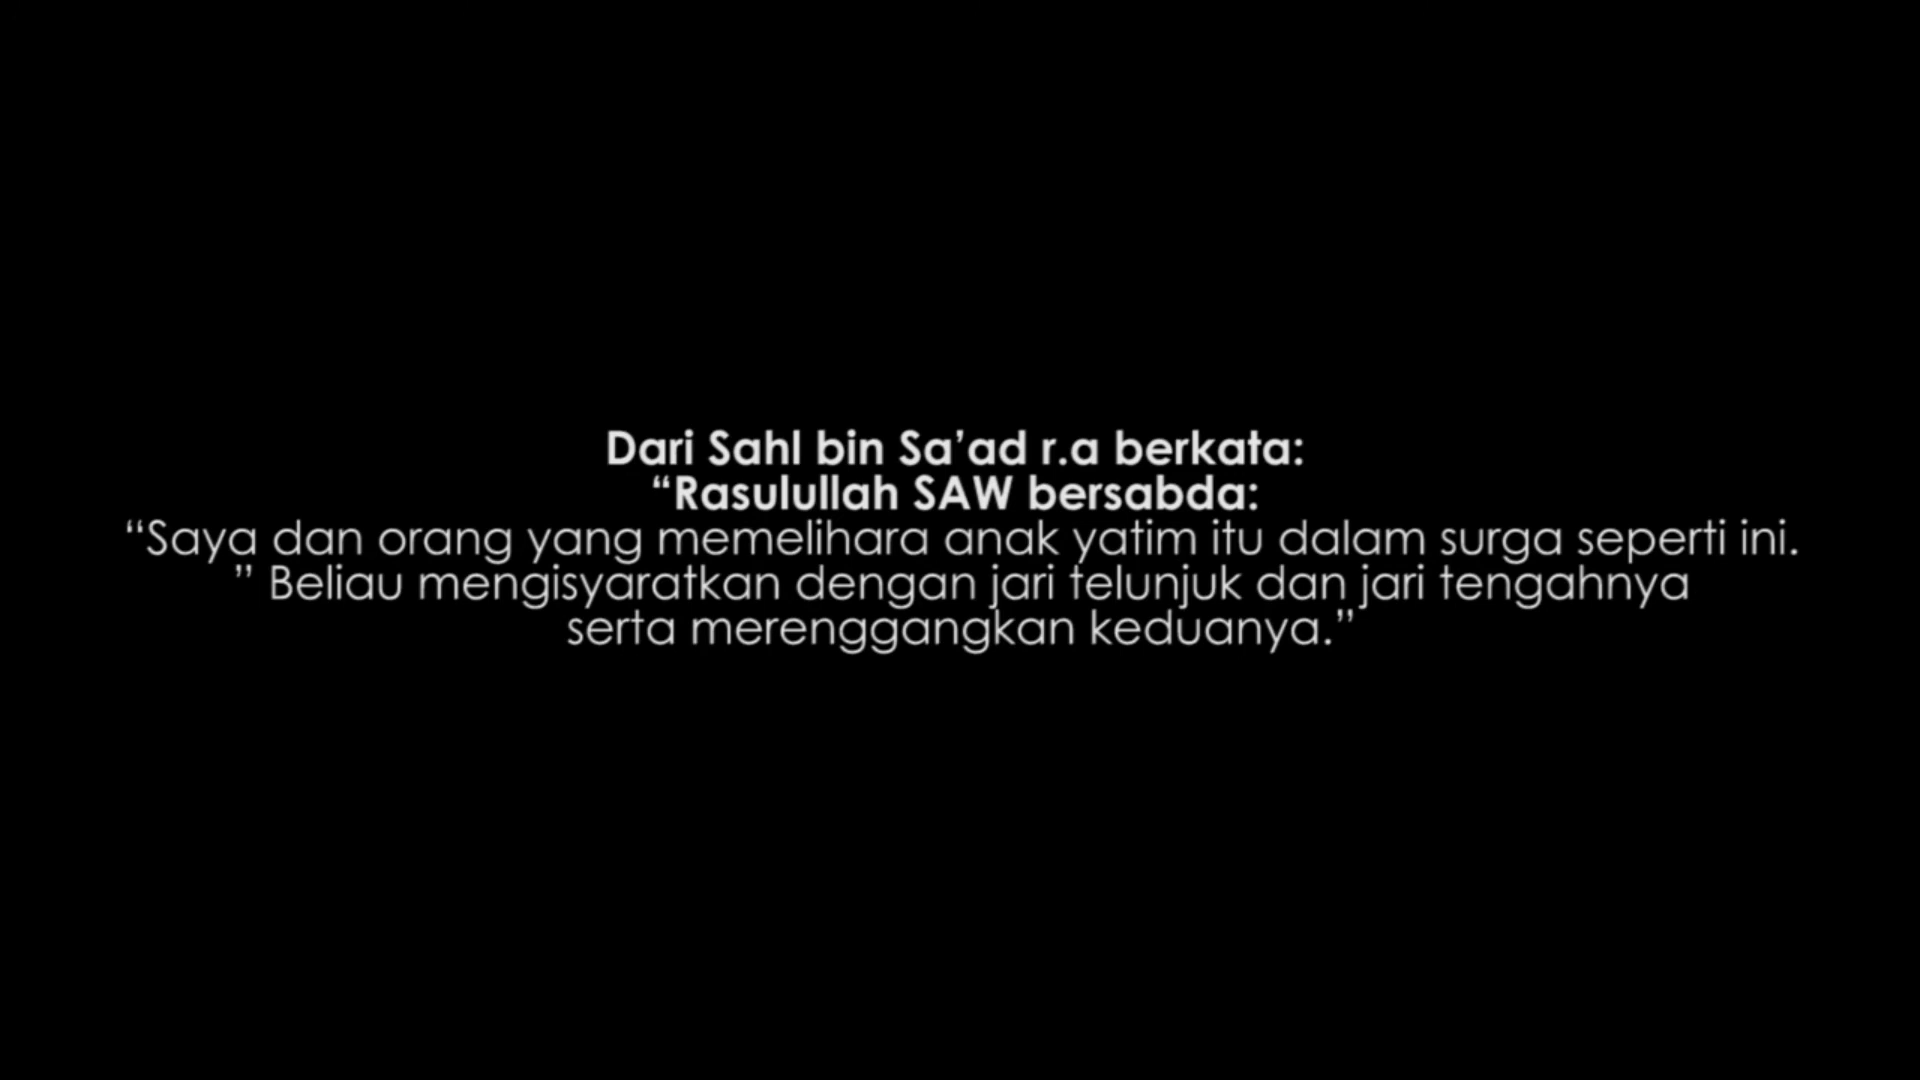 Dari Sahl bin Sa’ad r.a berkata:
“Rasulullah SAW bersabda:
“Saya dan orang yang memelihara anak yatim itu dalam surga seperti ini.
” Beliau mengisyaratkan dengan jari telunjuk dan jari tengahnya
serta merenggangkan keduanya.”